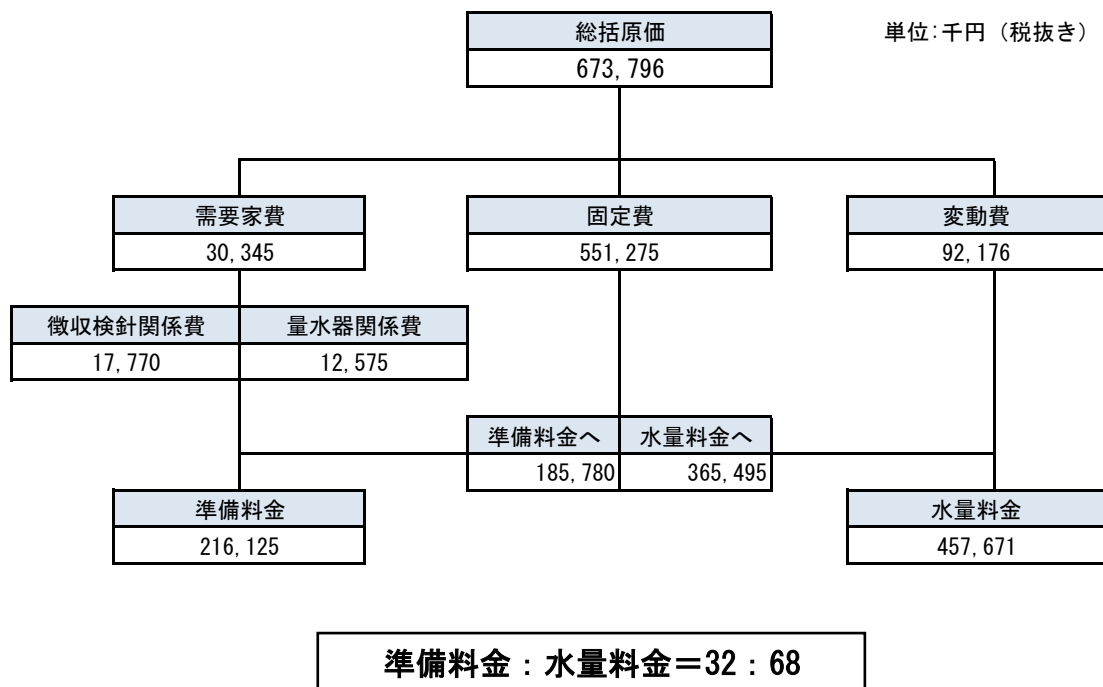 総括原価
単位：千円（税抜き）
673,796
需要家費
固定費
変動費
30,345
551,275
92,176
徴収検針関係費
量水器関係費
17,770
12,575
準備料金へ
水量料金へ
185,780
365,495
準備料金
水量料金
216,125
457,671
準備料金：水量料金＝32：68